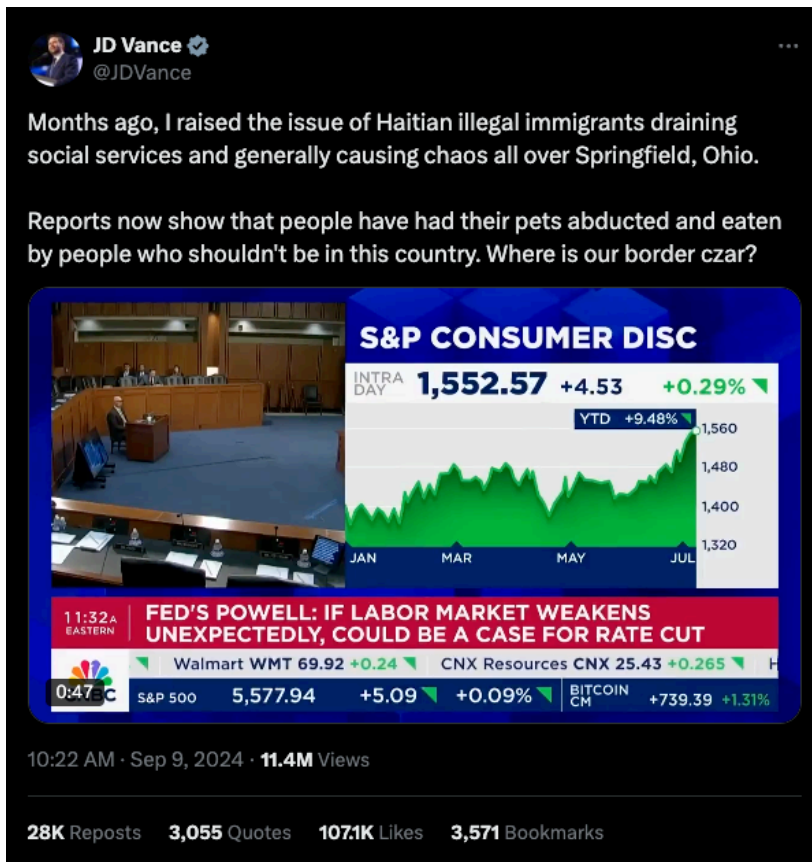 JD Vance
@JDVance
Months ago, I raised the issue of Haitian illegal immigrants draining
social services and generally causing chaos all over Springfield, Ohio.
Reports now show that people have had their pets abducted and eaten
by people who shouldn't be in this country. Where is our border czar?
S&P CONSUMER DISC
INTRA
DAY
1,552.57 +4.53 +0.29%
YTD +9.48%
1,560
1,480
1,400
1,320
JAN MAR MAY JUL
11:32A
EASTERN
FED'S POWELL: IF LABOR MARKET WEAKENS
UNEXPECTEDLY, COULD BE A CASE FOR RATE CUT
Walmart WMT 69.92 +0.24 CNX Resources CNX 25.43 +0.265 H
0:47
S&P 500 5,577.94 +5.09 +0.09%
BITCOIN
CM
+739.39 +1.31%
10:22 AM · Sep 9, 2024 · 11.4M Views
28K Reposts 3,055 Quotes 107.1K Likes 3,571 Bookmarks